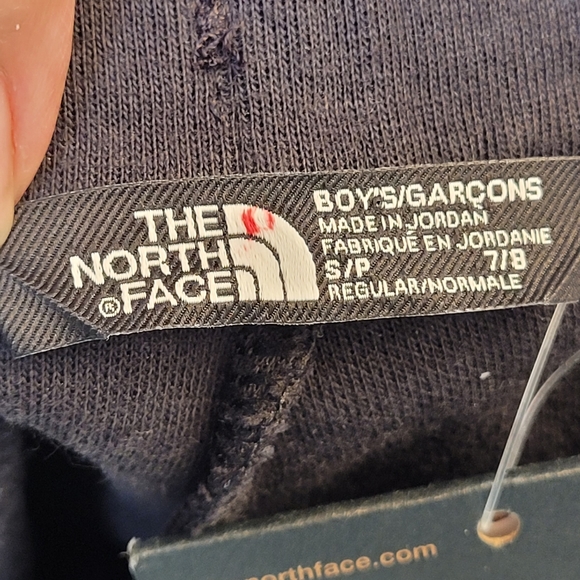 THE
NORTH
FACE®
BOY'S/GARÇONS
MADE IN JORDAN
FABRIQUÉ EN JORDANIE
S/P 7/8
REGULAR/NORMALE
northface.com